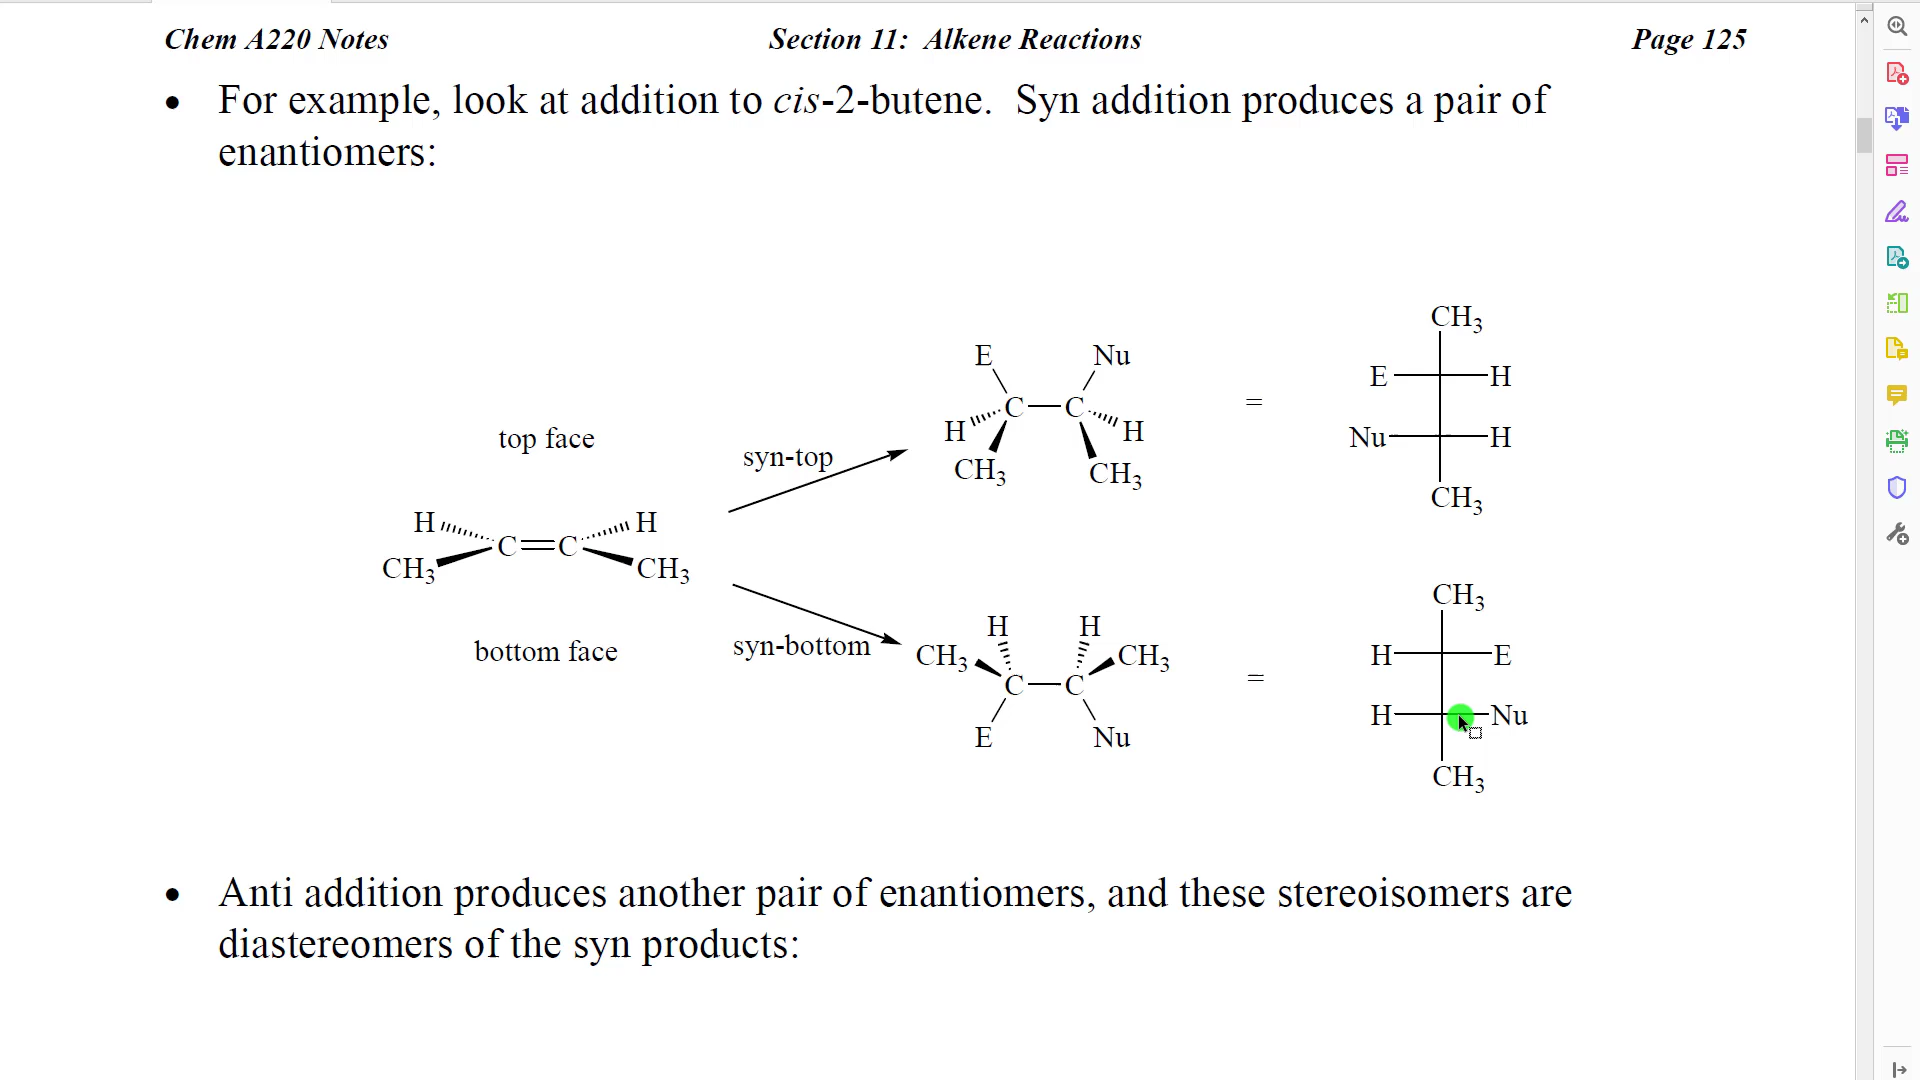 Chem A220 Notes Section 11: Alkene Reactions Page 125
• For example, look at addition to cis-2-butene. Syn addition produces a pair of
enantiomers:
CH₃
E Nu
E H
=
H C C H
top face
Nu H
syn-top
CH₃ CH₃
CH₃
H H
C C
CH₃ CH₃
CH₃
H H
bottom face
syn-bottom
CH₃ CH₃
H E
=
C C
H Nu
E Nu
CH₃
• Anti addition produces another pair of enantiomers, and these stereoisomers are
diastereomers of the syn products: